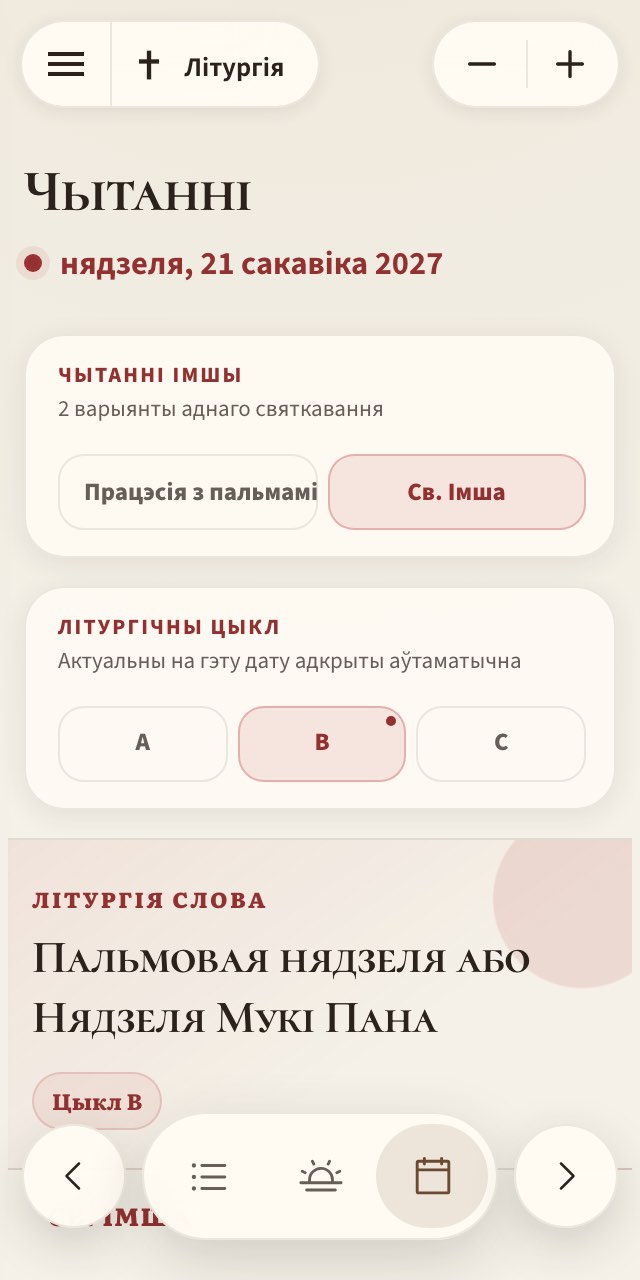 Літургія
Чытанні
нядзеля, 21 сакавіка 2027
ЧЫТАННІ ІМШЫ
2 варыянты аднаго святкавання
Працэсія з пальмамі
Св. Імша
ЛІТУРГІЧНЫ ЦЫКЛ
Актуальны на гэту дату адкрыты аўтаматычна
A
B
C
ЛІТУРГІЯ СЛОВА
Пальмовая нядзеля або
Нядзеля Мукі Пана
Цыкл B